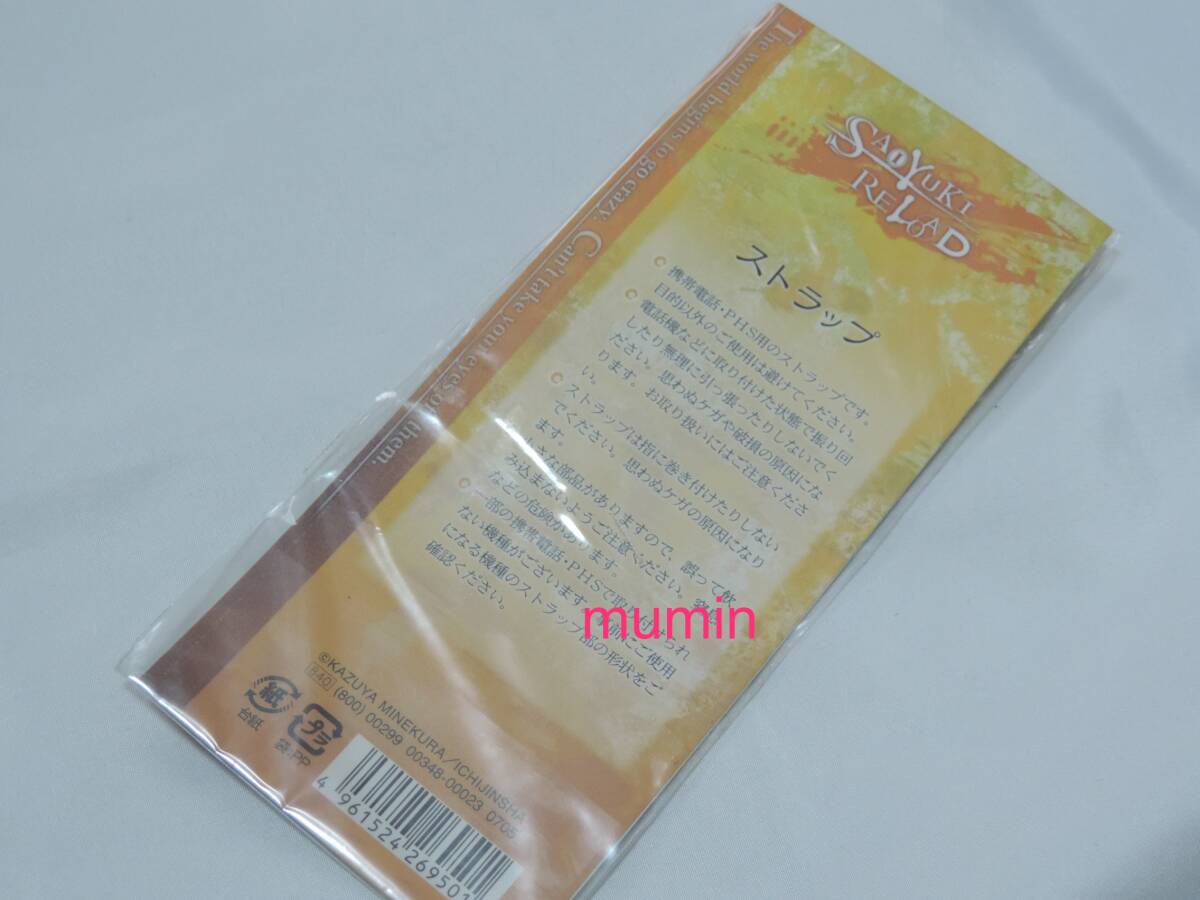 SAIYUKI
RELOAD
ストラップ
携帯電話・PHS用のストラップです。
目的以外のご使用は避けてください。
電話機などに取り付けた状態で振り回
したり無理に引っ張ったりしないでく
ださい。思わぬケガや破損の原因にな
ります。お取り扱いにはご注意くださ
い。
ストラップは指に巻き付けたりしない
でください。思わぬケガの原因になり
ます。
さな部品がありますので、誤って飲
み込まないようご注意ください。
などの危険があります。
一部の携帯電話・PHSで取り付けられ
ない機種がございます。
にご使用
になる機種のストラップ部の形状をご
確認ください。
The world begins to go crazy. Can't take your eyes of them.
mumin
©KAZUYA MINEKURA/ICHIJINSHA
540 (800) 00299 00348-00023 0705
紙
台紙
プラ
袋:PP
4 961524 269501